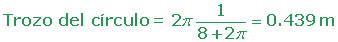 Trozo del círculo = 2π 1/(8+2π) = 0.439 m